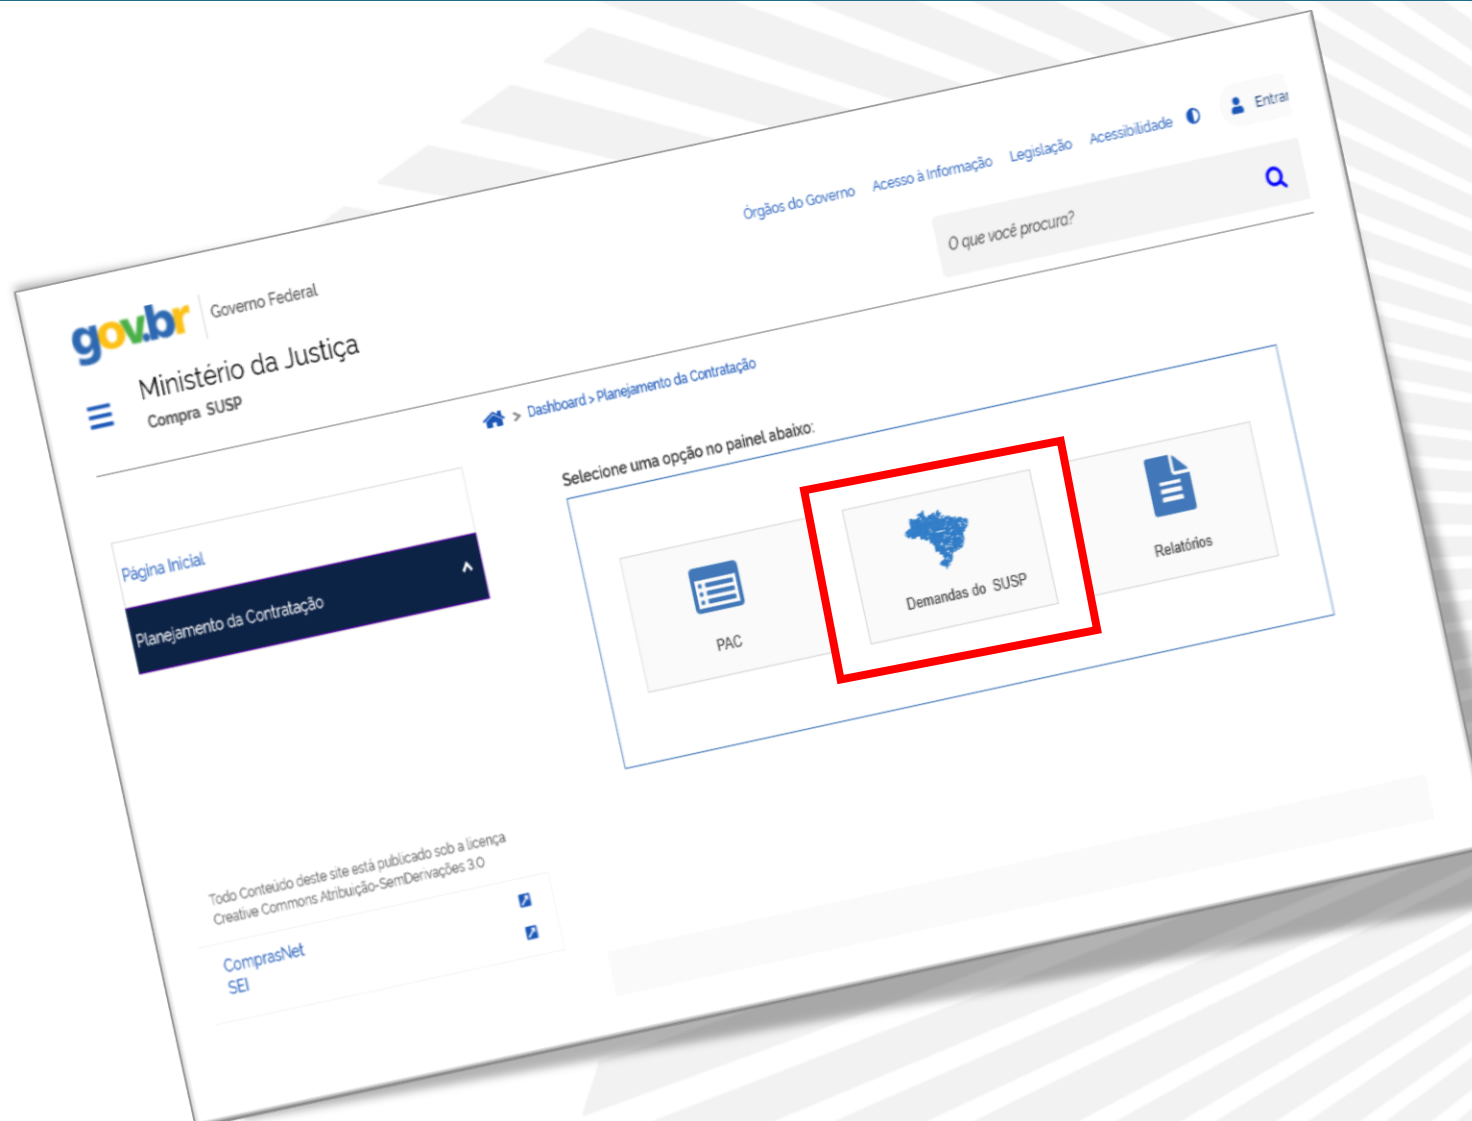 Órgãos do Governo Acesso à Informação Legislação Acessibilidade Entrar
O que você procura?
gov.br Governo Federal
Ministério da Justiça
Compra SUSP
> Dashboard > Planejamento da Contratação
Selecione uma opção no painel abaixo:
Página Inicial
Planejamento da Contratação
PAC
Demandas do SUSP
Relatórios
Todo Conteúdo deste site está publicado sob a licença
Creative Commons Atribuição-SemDerivações 3.0
ComprasNet
SEI